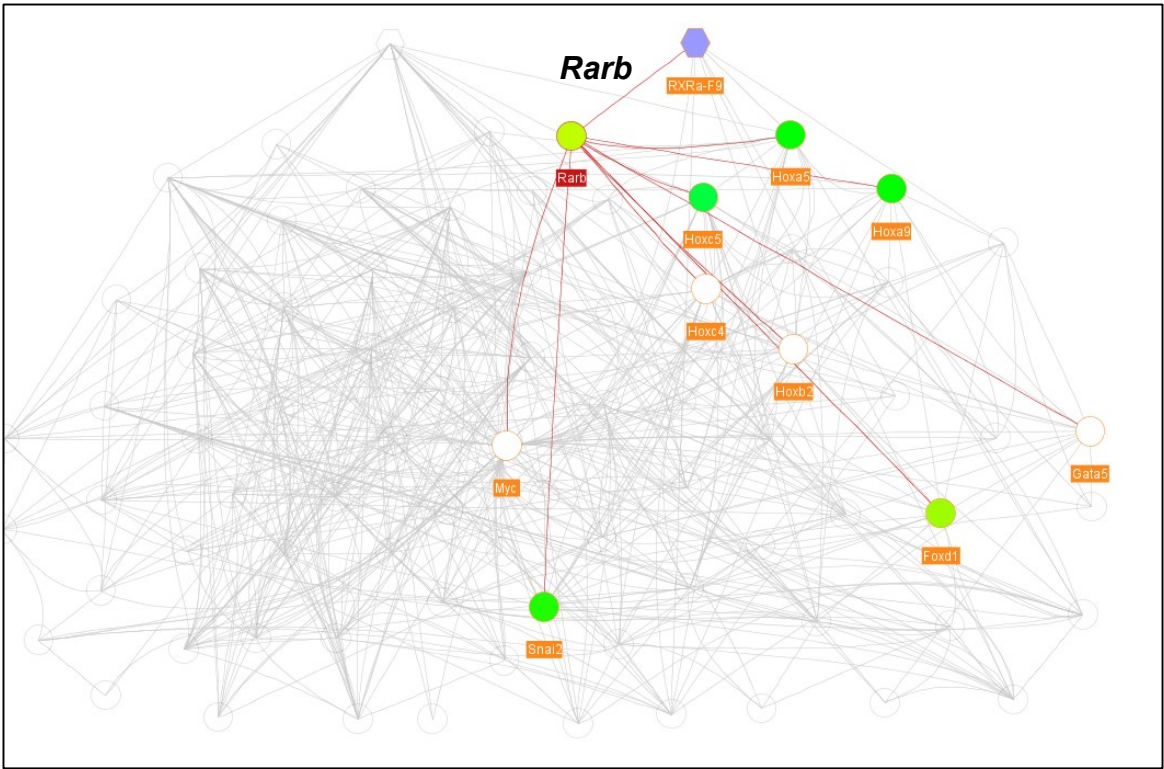 Rarb
RXRa-F9
Rarb
Hoxa5
Hoxa9
Hoxc5
Hoxc4
Hoxb2
Gata5
Myc
Foxd1
Snai2